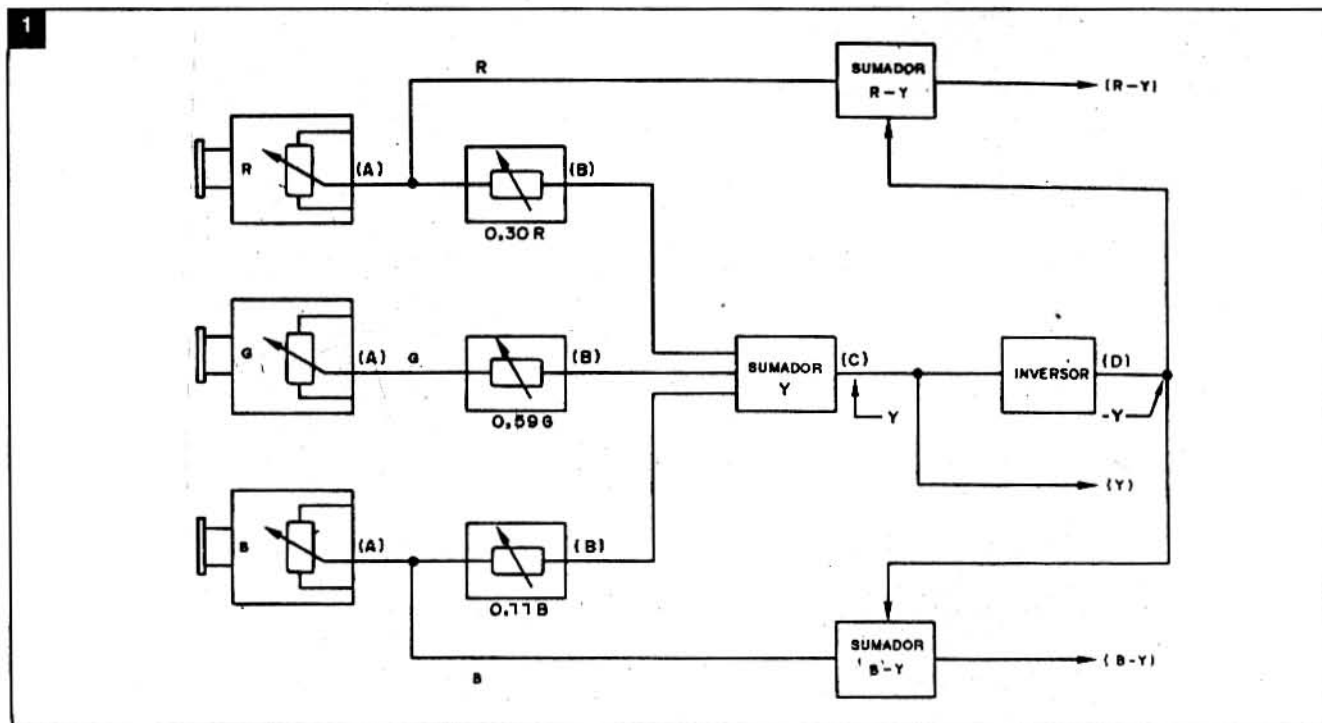 1
R
SUMADOR
R-Y
(R-Y)
R
(A)
(B)
0,30 R
G
(A)
G
(B)
0,59 G
SUMADOR
Y
(C)
Y
INVERSOR
(D)
-Y
(Y)
B
(A)
(B)
0,11 B
B
SUMADOR
B-Y
(B-Y)